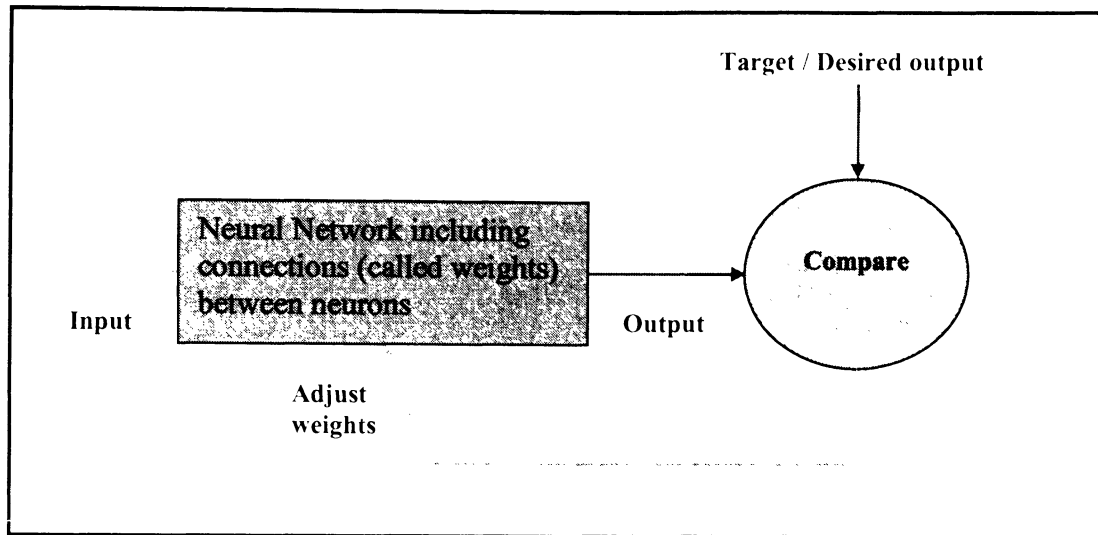 Target / Desired output
Neural Network including
connections (called weights)
between neurons
Compare
Input
Output
Adjust
weights